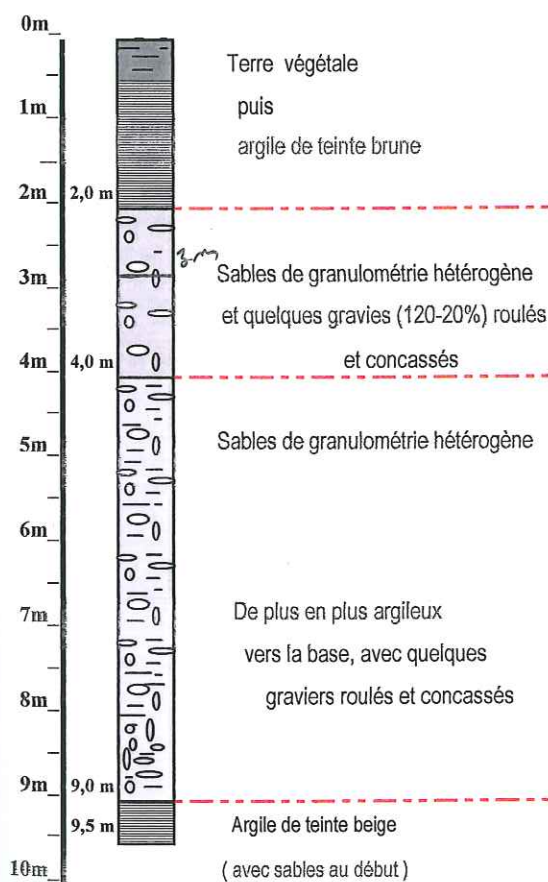 0m
Terre végétale
1m
puis
argile de teinte brune
2m
2,0 m
3m
3m
Sables de granulométrie hétérogène
et quelques gravies (120-20%) roulés
4m
4,0 m
et concassés
5m
Sables de granulométrie hétérogène
6m
7m
De plus en plus argileux
vers la base, avec quelques
8m
graviers roulés et concassés
9m
9,0 m
9,5 m
Argile de teinte beige
10m
( avec sables au début )